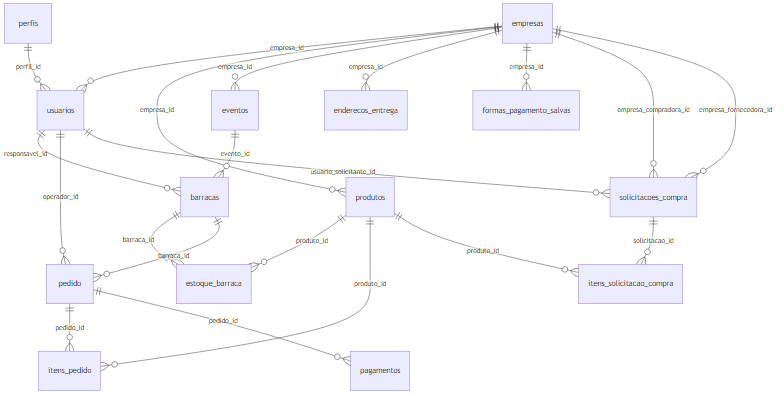 perfis
empresas
empresa_id
perfil_id
empresa_id
empresa_id
empresa_id
usuarios
eventos
enderecos_entrega
formas_pagamento_salvas
empresa_id
empresa_compradora_id
empresa_fornecedora_id
responsavel_id
evento_id
usuario_solicitante_id
operador_id
barracas
produtos
solicitacoes_compra
barraca_id
produto_id
solicitacao_id
barraca_id
produto_id
pedido
estoque_barraca
produto_id
itens_solicitacao_compra
pedido_id
pedido_id
itens_pedido
pagamentos